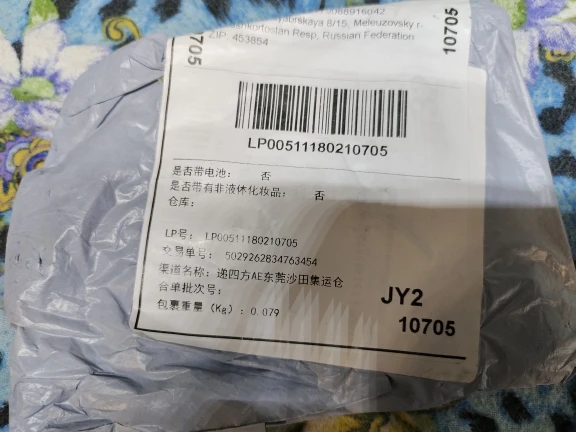 8/15, Meleuzovsky r-
Resp, Russian Federation
ZIP: 453854
10705
LP00511180210705
是否带电池： 否
是否带有非液体化妆品： 否
仓库：
LP号： LP00511180210705
交易单号： 5029262834763454
渠道名称：递四方AE东莞沙田集运仓
合单批次号：
包裹重量（Kg）：0.079
JY2
10705